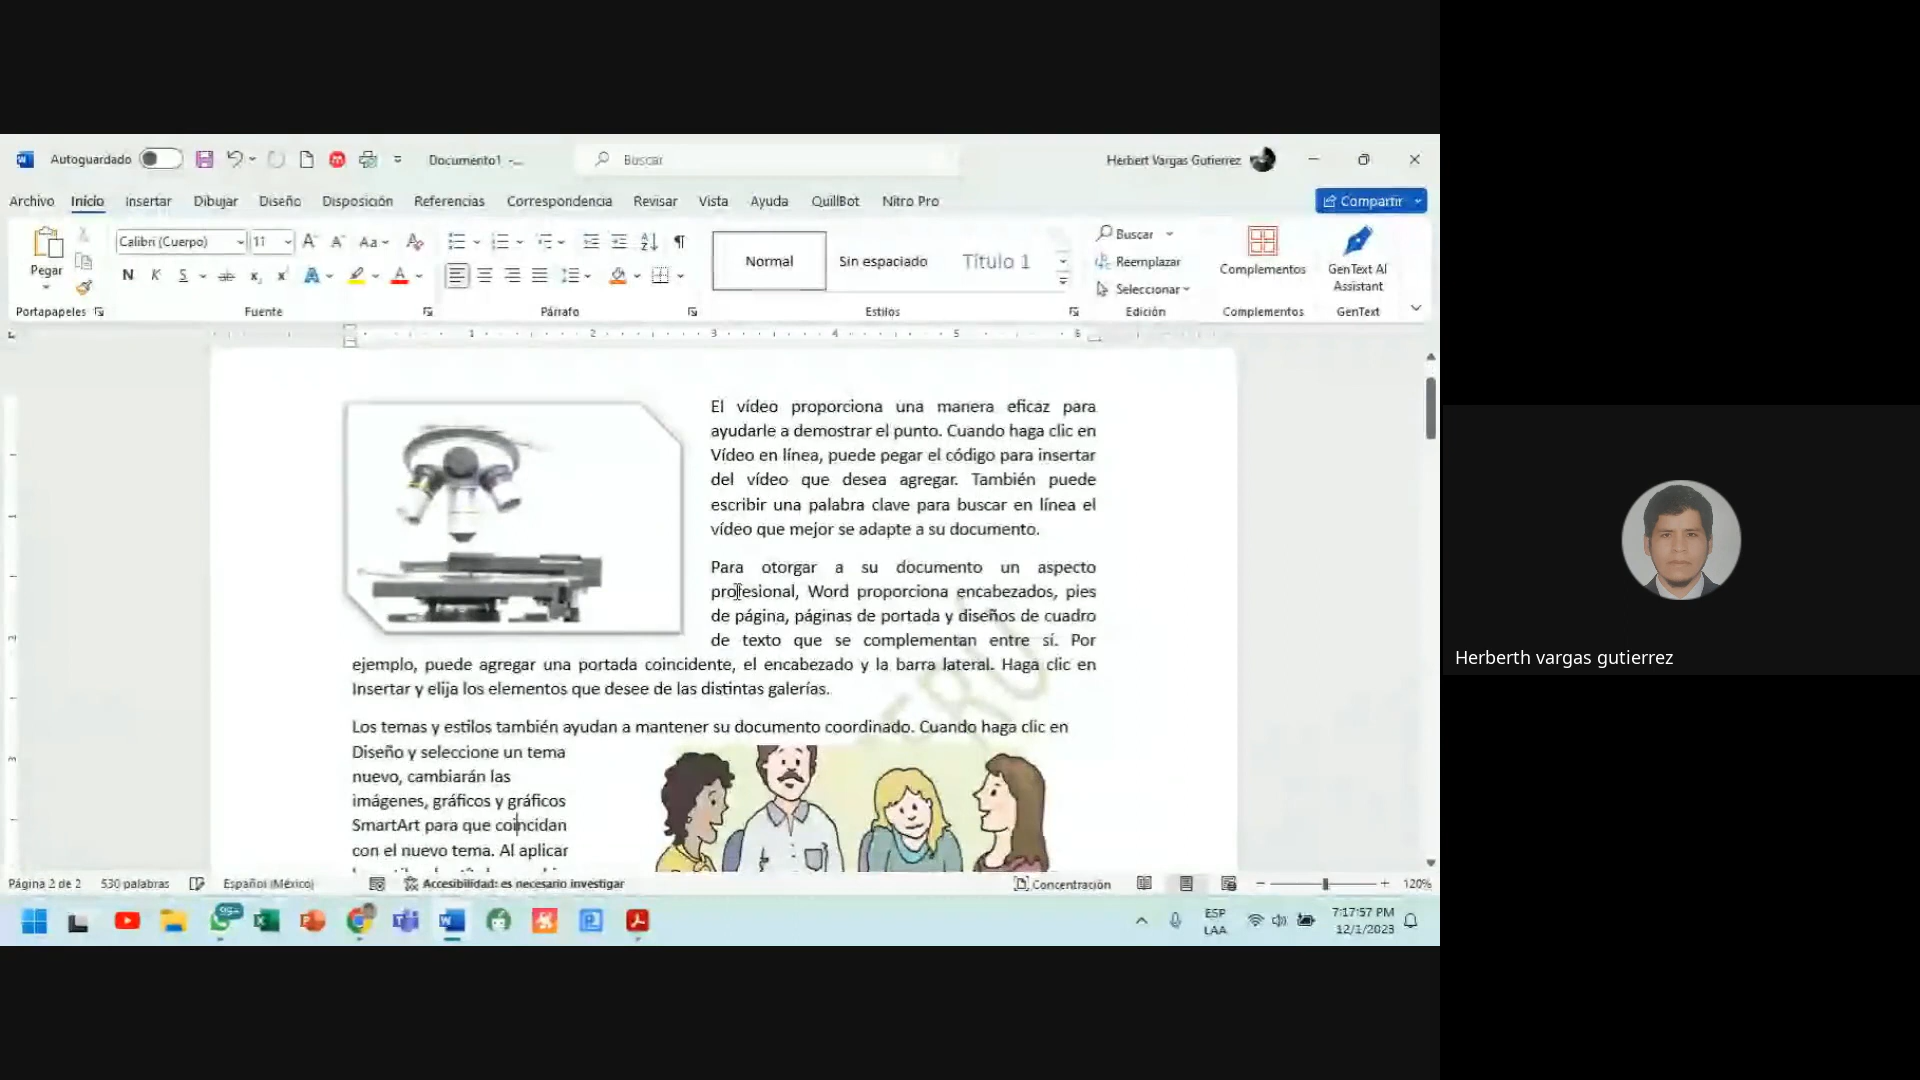 Autoguardado
Documento1 -...
Buscar
Herbert Vargas Gutierrez
Archivo Inicio Insertar Dibujar Diseño Disposición Referencias Correspondencia Revisar Vista Ayuda QuillBot Nitro Pro
Compartir
Pegar
Calibri (Cuerpo) 11
N K S ab x₂ x² A A
Normal
Sin espaciado
Título 1
Buscar
Reemplazar
Seleccionar
Complementos
GenText AI
Assistant
Portapapeles
Fuente
Párrafo
Estilos
Edición
Complementos
GenText
1 2 3 4 5 6
El vídeo proporciona una manera eficaz para
ayudarle a demostrar el punto. Cuando haga clic en
Vídeo en línea, puede pegar el código para insertar
del vídeo que desea agregar. También puede
escribir una palabra clave para buscar en línea el
vídeo que mejor se adapte a su documento.
Para otorgar a su documento un aspecto
profesional, Word proporciona encabezados, pies
de página, páginas de portada y diseños de cuadro
de texto que se complementan entre sí. Por
ejemplo, puede agregar una portada coincidente, el encabezado y la barra lateral. Haga clic en
Insertar y elija los elementos que desee de las distintas galerías.
Los temas y estilos también ayudan a mantener su documento coordinado. Cuando haga clic en
Diseño y seleccione un tema
nuevo, cambiarán las
imágenes, gráficos y gráficos
SmartArt para que coincidan
con el nuevo tema. Al aplicar
Página 2 de 2
530 palabras
Español (México)
Accesibilidad: es necesario investigar
Concentración
120%
99+
ESP
LAA
7:17:57 PM
12/1/2023
Herberth vargas gutierrez